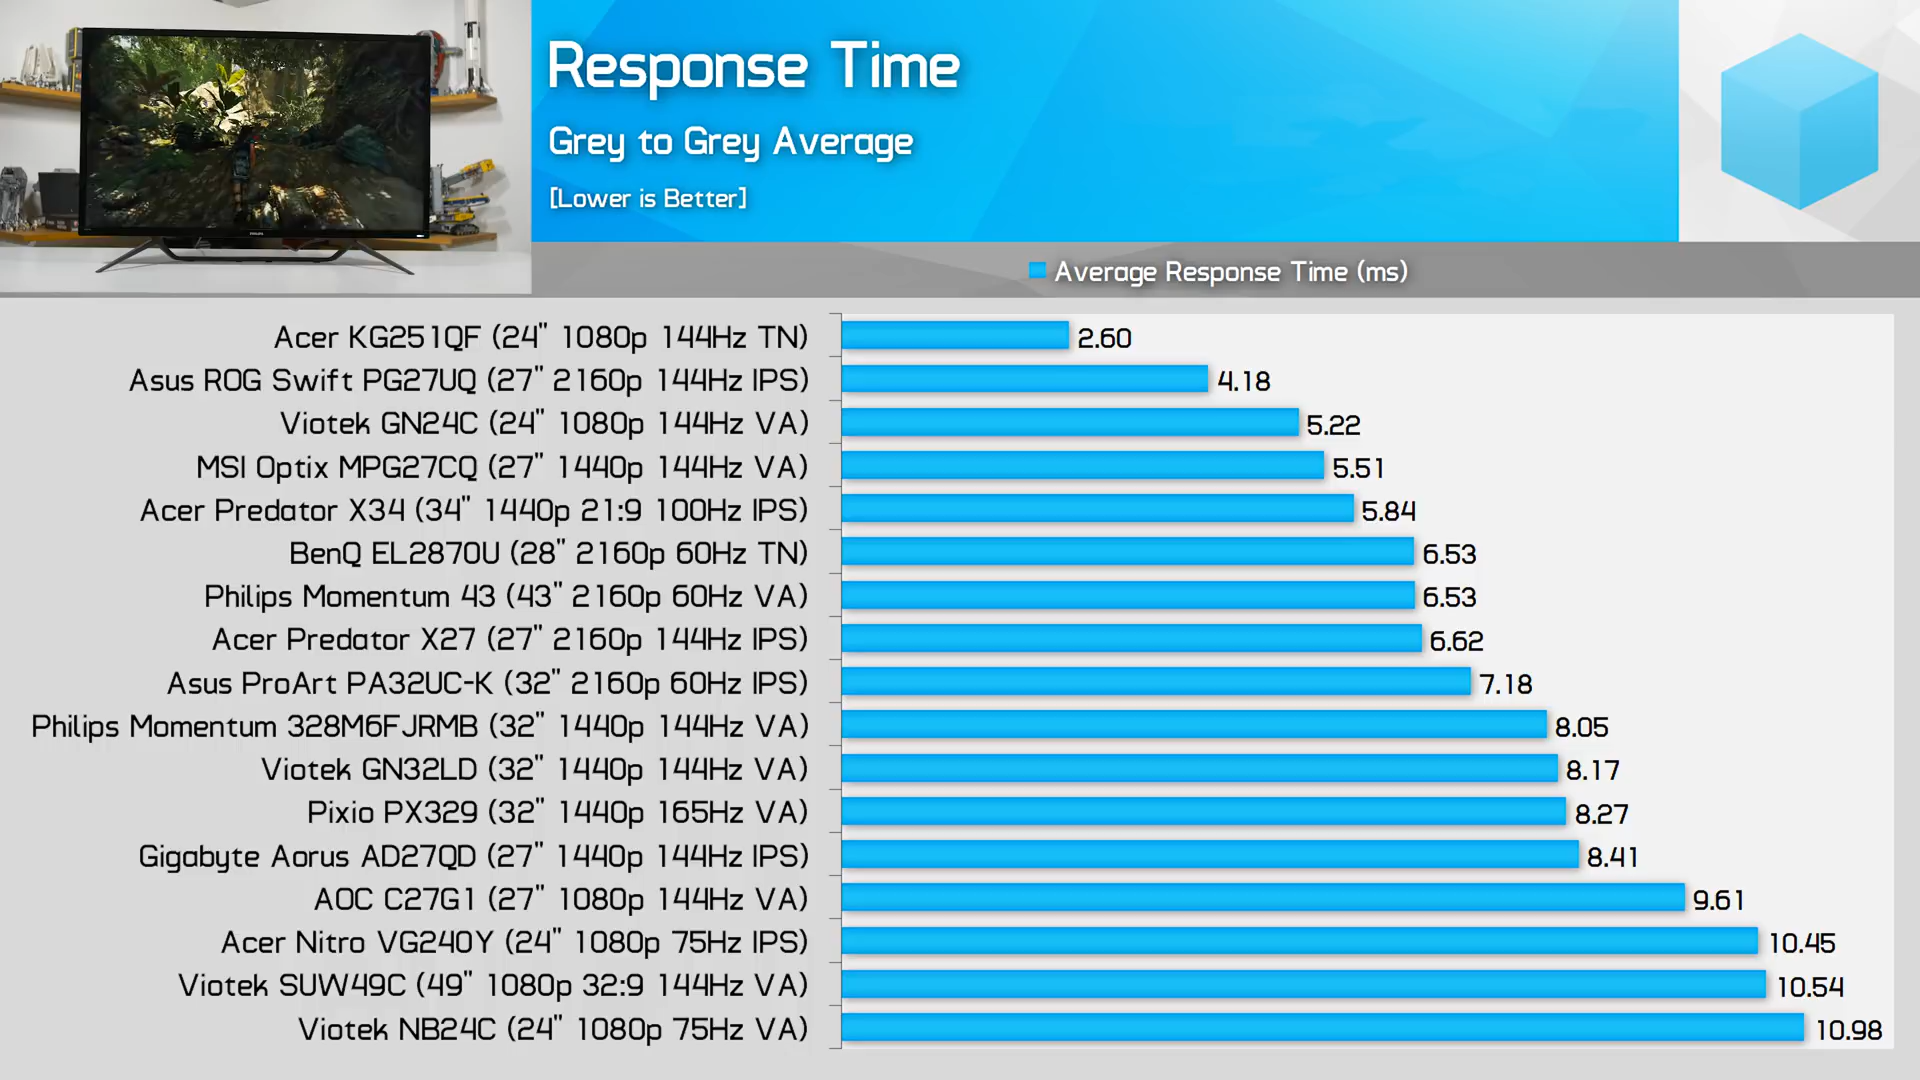 Response Time
Grey to Grey Average
[Lower is Better]
Average Response Time (ms)
Acer KG251QF (24" 1080p 144Hz TN) 2.60
Asus ROG Swift PG27UQ (27" 2160p 144Hz IPS) 4.18
Viotek GN24C (24" 1080p 144Hz VA) 5.22
MSI Optix MPG27CQ (27" 1440p 144Hz VA) 5.51
Acer Predator X34 (34" 1440p 21:9 100Hz IPS) 5.84
BenQ EL2870U (28" 2160p 60Hz TN) 6.53
Philips Momentum 43 (43" 2160p 60Hz VA) 6.53
Acer Predator X27 (27" 2160p 144Hz IPS) 6.62
Asus ProArt PA32UC-K (32" 2160p 60Hz IPS) 7.18
Philips Momentum 328M6FJRMB (32" 1440p 144Hz VA) 8.05
Viotek GN32LD (32" 1440p 144Hz VA) 8.17
Pixio PX329 (32" 1440p 165Hz VA) 8.27
Gigabyte Aorus AD27QD (27" 1440p 144Hz IPS) 8.41
AOC C27G1 (27" 1080p 144Hz VA) 9.61
Acer Nitro VG240Y (24" 1080p 75Hz IPS) 10.45
Viotek SUW49C (49" 1080p 32:9 144Hz VA) 10.54
Viotek NB24C (24" 1080p 75Hz VA) 10.98